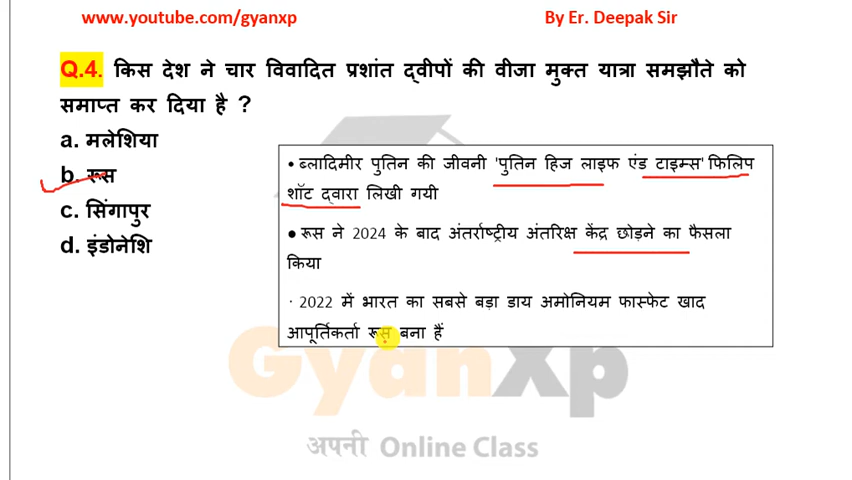 www.youtube.com/gyanxp By Er. Deepak Sir
Q.4. किस देश ने चार विवादित प्रशांत द्वीपों की वीजा मुक्त यात्रा समझौते को
समाप्त कर दिया है ?
a. मलेशिया
b. रूस
c. सिंगापुर
d. इंडोनेशि
• ब्लादिमीर पुतिन की जीवनी 'पुतिन हिज लाइफ एंड टाइम्स' फिलिप
शॉट द्वारा लिखी गयी
● रूस ने 2024 के बाद अंतर्राष्ट्रीय अंतरिक्ष केंद्र छोड़ने का फैसला
किया
· 2022 में भारत का सबसे बड़ा डाय अमोनियम फास्फेट खाद
आपूर्तिकर्ता रूस बना हैं
GyanXp
अपनी Online Class